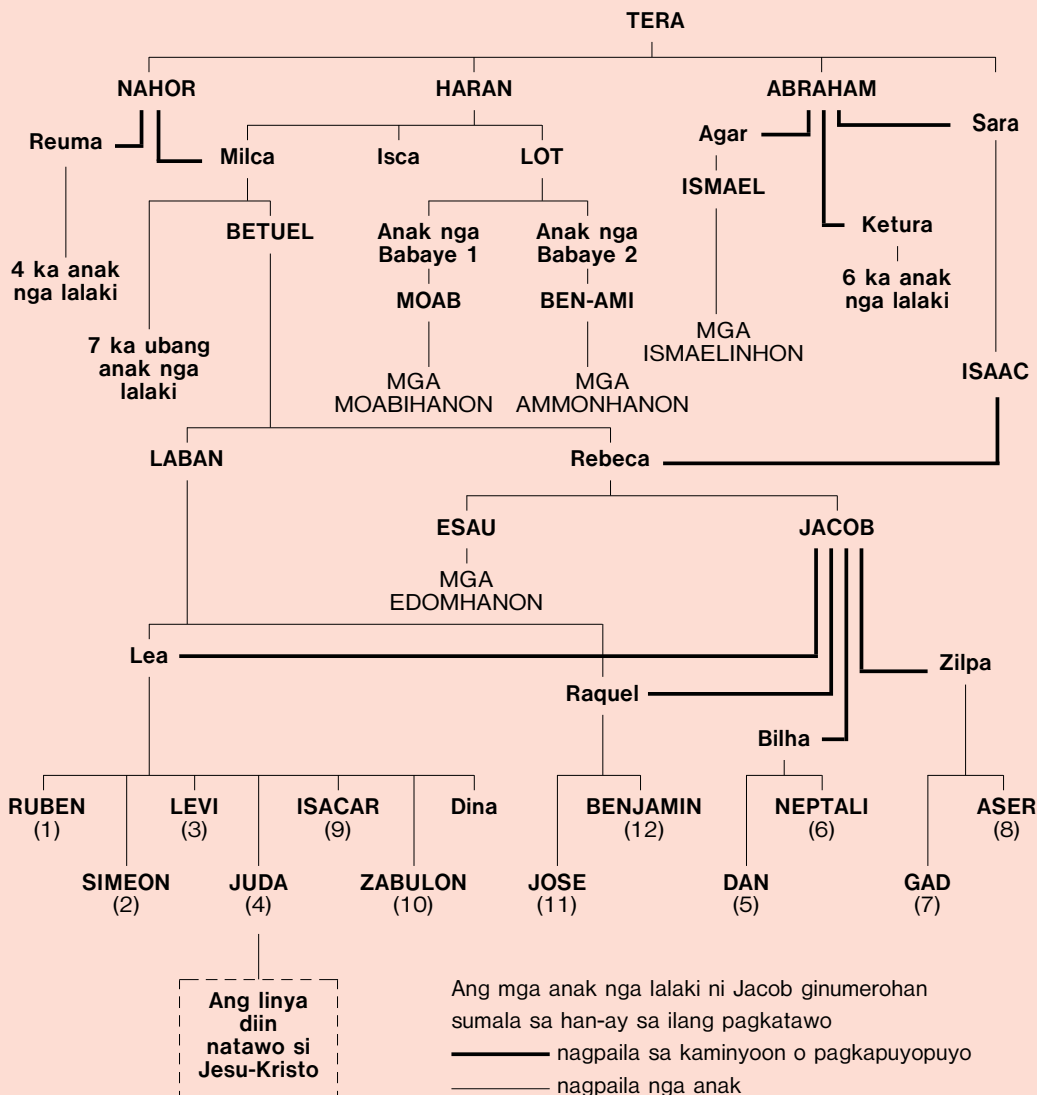 TERA
NAHOR
HARAN
ABRAHAM
Sara
Reuma
Milca
Isca
LOT
Agar
ISMAEL
BETUEL
Anak nga
Babaye 1
Anak nga
Babaye 2
Ketura
4 ka anak
nga lalaki
MOAB
BEN-AMI
6 ka anak
nga lalaki
7 ka ubang
anak nga
lalaki
MGA
MOABIHANON
MGA
AMMONHANON
MGA
ISMAELINHON
ISAAC
LABAN
Rebeca
ESAU
JACOB
MGA
EDOMHANON
Lea
Raquel
Zilpa
Bilha
RUBEN
(1)
LEVI
(3)
ISACAR
(9)
Dina
BENJAMIN
(12)
NEPTALI
(6)
ASER
(8)
SIMEON
(2)
JUDA
(4)
ZABULON
(10)
JOSE
(11)
DAN
(5)
GAD
(7)
Ang linya
diin
natawo si
Jesu-Kristo
Ang mga anak nga lalaki ni Jacob ginumerohan
sumala sa han-ay sa ilang pagkatawo
nagpaila sa kaminyoon o pagkapuyopuyo
nagpaila nga anak